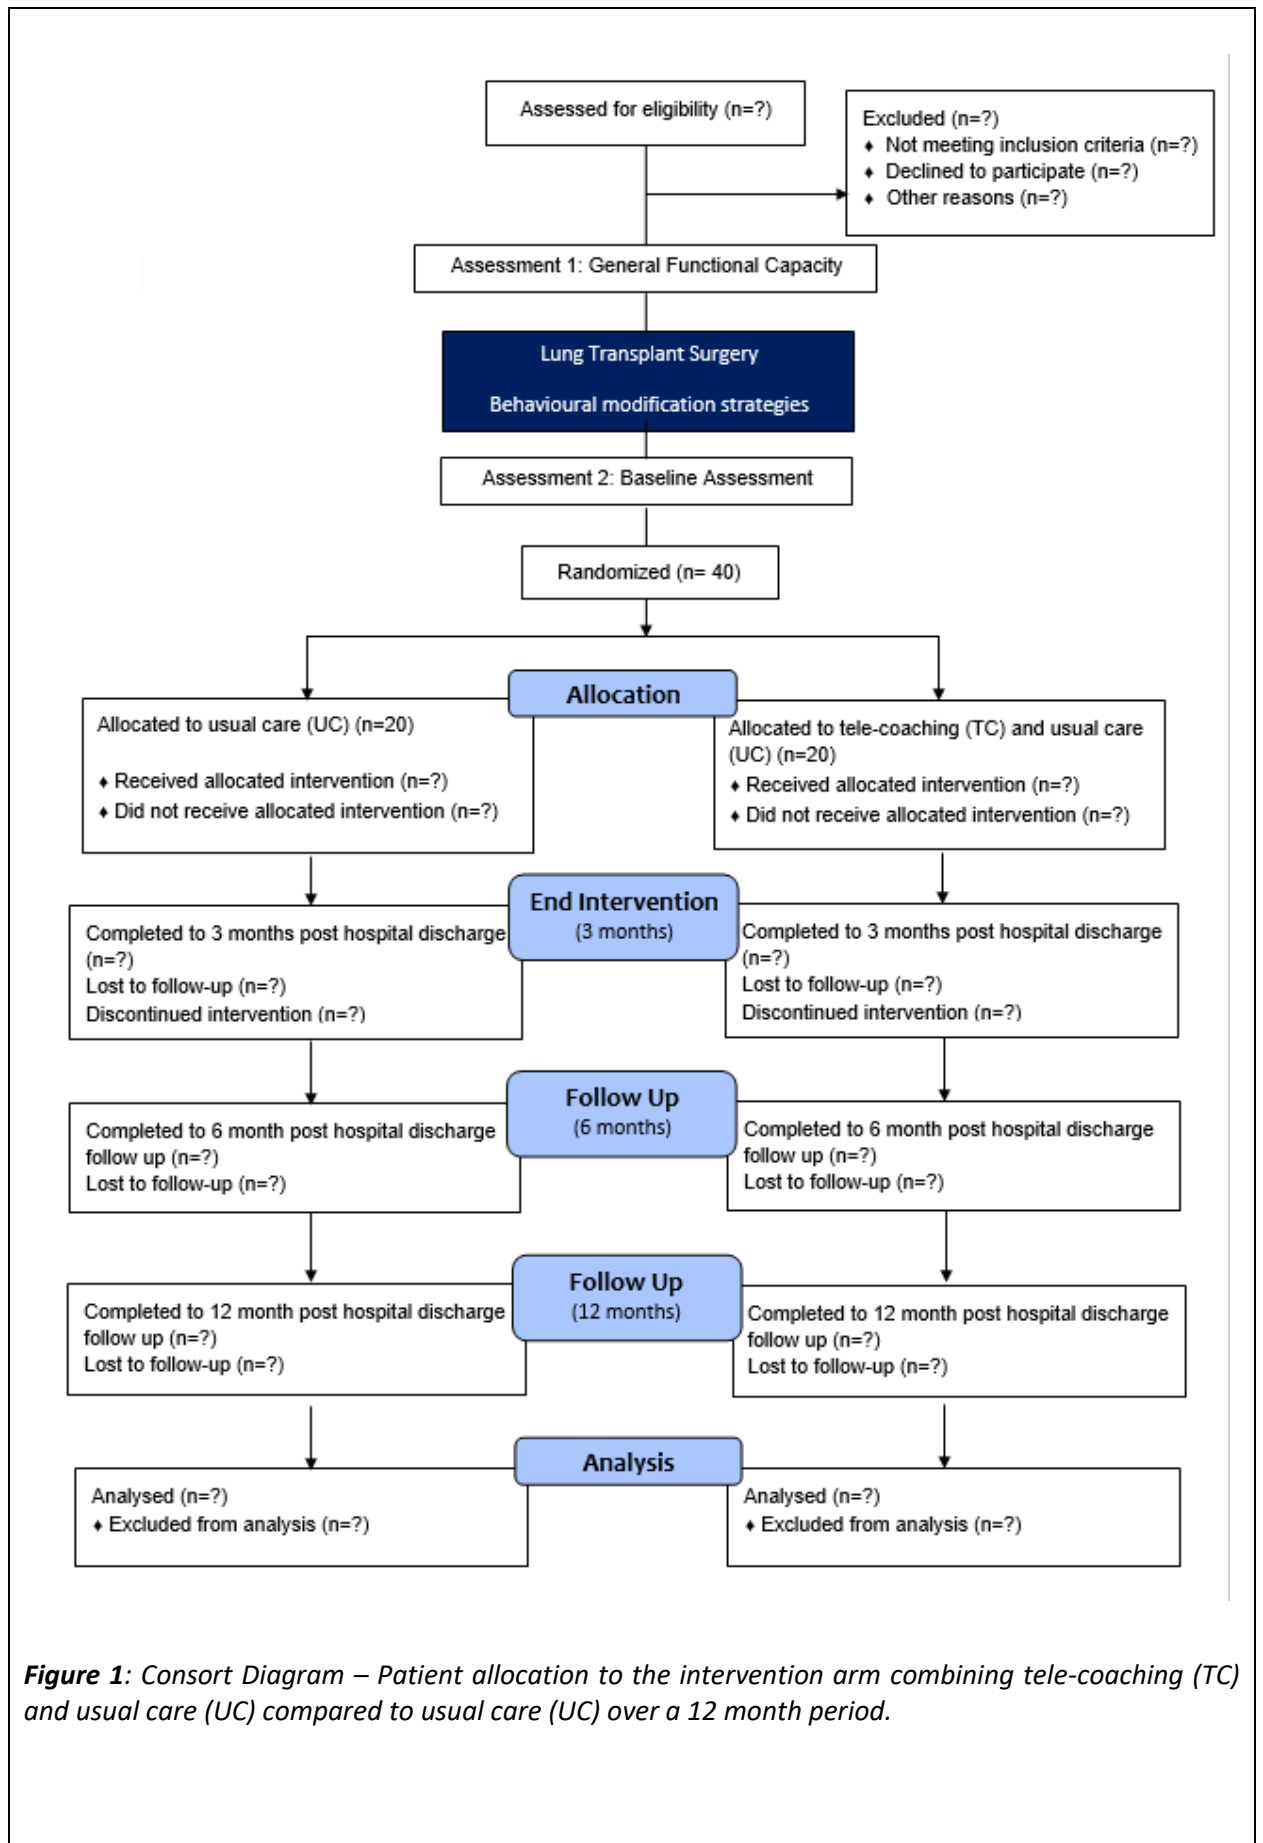 Assessed for eligibility (n=?)
Excluded (n=?)
♦ Not meeting inclusion criteria (n=?)
♦ Declined to participate (n=?)
♦ Other reasons (n=?)
Assessment 1: General Functional Capacity
Lung Transplant Surgery
Behavioural modification strategies
Assessment 2: Baseline Assessment
Randomized (n= 40)
Allocation
Allocated to usual care (UC) (n=20)
♦ Received allocated intervention (n=?)
♦ Did not receive allocated intervention (n=?)
Allocated to tele-coaching (TC) and usual care
(UC) (n=20)
♦ Received allocated intervention (n=?)
♦ Did not receive allocated intervention (n=?)
End Intervention
(3 months)
Completed to 3 months post hospital discharge
(n=?)
Lost to follow-up (n=?)
Discontinued intervention (n=?)
Completed to 3 months post hospital discharge
(n=?)
Lost to follow-up (n=?)
Discontinued intervention (n=?)
Follow Up
(6 months)
Completed to 6 month post hospital discharge
follow up (n=?)
Lost to follow-up (n=?)
Completed to 6 month post hospital discharge
follow up (n=?)
Lost to follow-up (n=?)
Follow Up
(12 months)
Completed to 12 month post hospital discharge
follow up (n=?)
Lost to follow-up (n=?)
Completed to 12 month post hospital discharge
follow up (n=?)
Lost to follow-up (n=?)
Analysis
Analysed (n=?)
♦ Excluded from analysis (n=?)
Analysed (n=?)
♦ Excluded from analysis (n=?)
Figure 1: Consort Diagram – Patient allocation to the intervention arm combining tele-coaching (TC)
and usual care (UC) compared to usual care (UC) over a 12 month period.